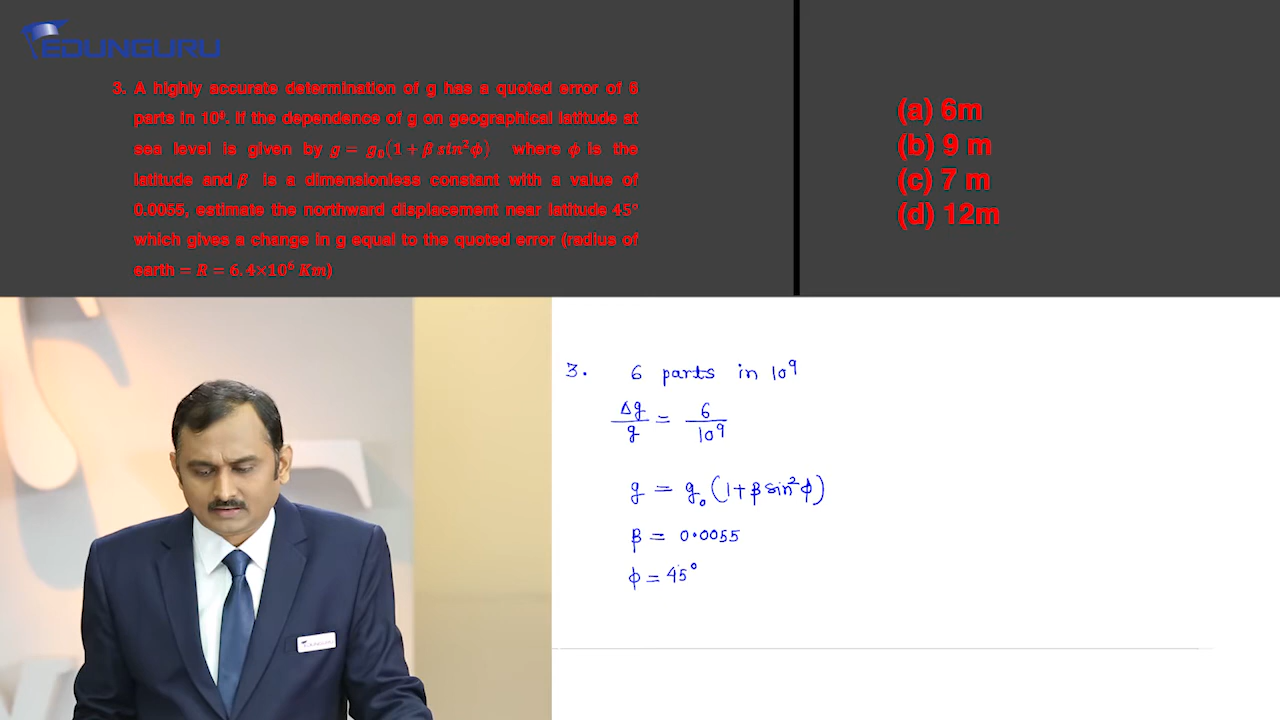 EDUNGURU
3. A highly accurate determination of g has a quoted error of 6
parts in 10⁹. If the dependence of g on geographical latitude at
sea level is given by g = g₀(1 + β sin²ϕ) where ϕ is the
latitude and β is a dimensionless constant with a value of
0.0055, estimate the northward displacement near latitude 45°
which gives a change in g equal to the quoted error (radius of
earth = R = 6.4×10⁶ Km)
(a) 6m
(b) 9 m
(c) 7 m
(d) 12m
3. 6 parts in 10⁹
Δg/g = 6/10⁹
g = g₀ (1+βsin²ϕ)
β = 0.0055
ϕ = 45°